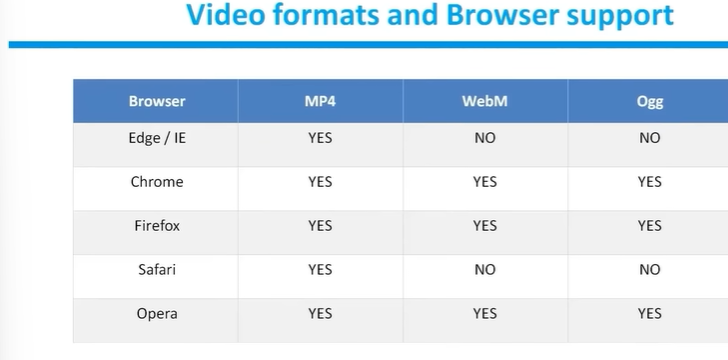 Video formats and Browser support
Browser MP4 WebM Ogg
Edge / IE YES NO NO
Chrome YES YES YES
Firefox YES YES YES
Safari YES NO NO
Opera YES YES YES